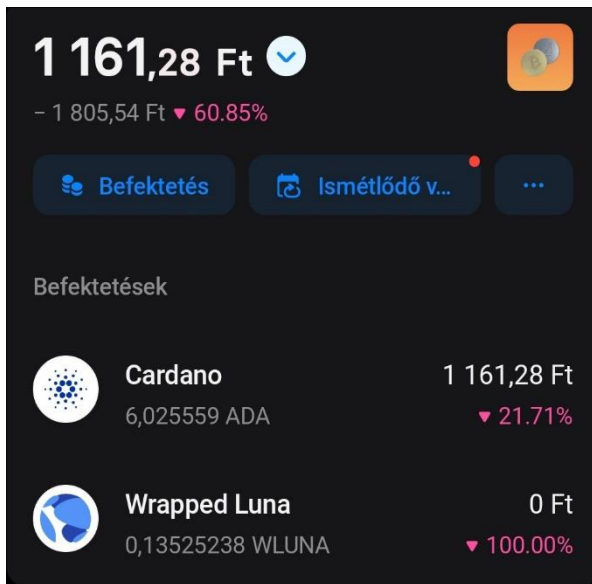 1 161,28 Ft
− 1 805,54 Ft ▼ 60.85%
Befektetés Ismétlődő v... ...
Befektetések
Cardano 1 161,28 Ft
6,025559 ADA ▼ 21.71%
Wrapped Luna 0 Ft
0,13525238 WLUNA ▼ 100.00%